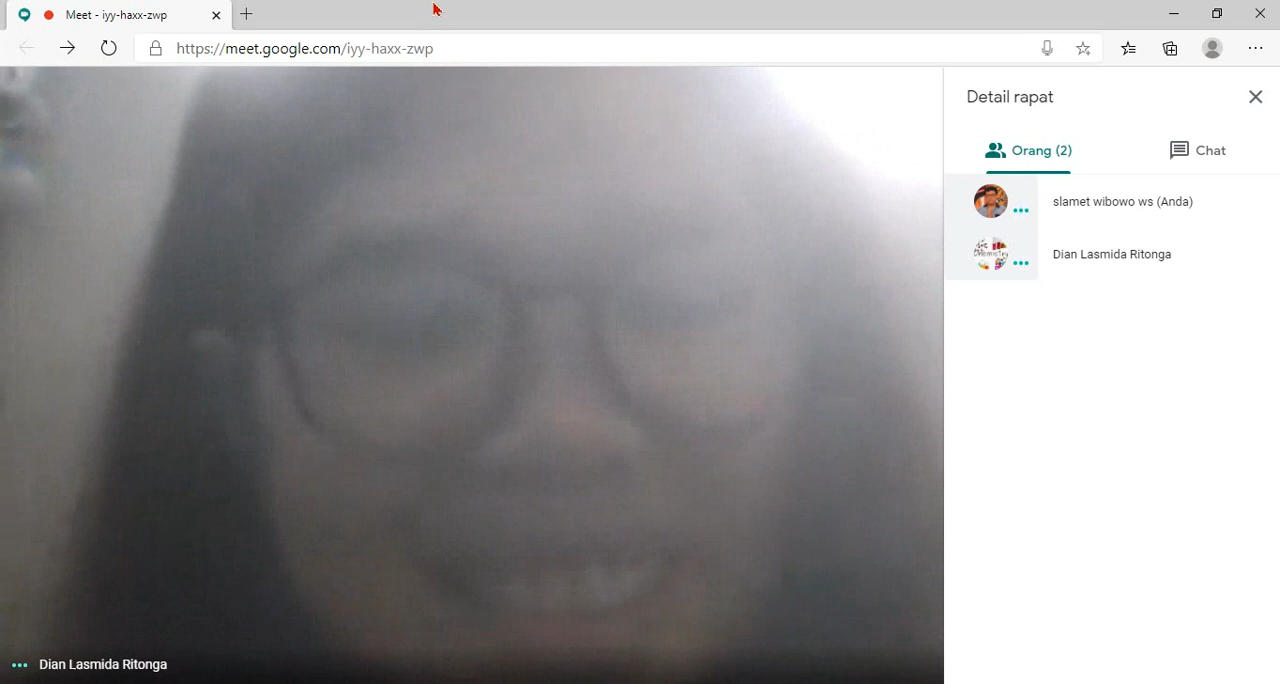 Meet - iyy-haxx-zwp
https://meet.google.com/iyy-haxx-zwp
Detail rapat
Orang (2)
Chat
slamet wibowo ws (Anda)
Chemistry
Dian Lasmida Ritonga
Dian Lasmida Ritonga